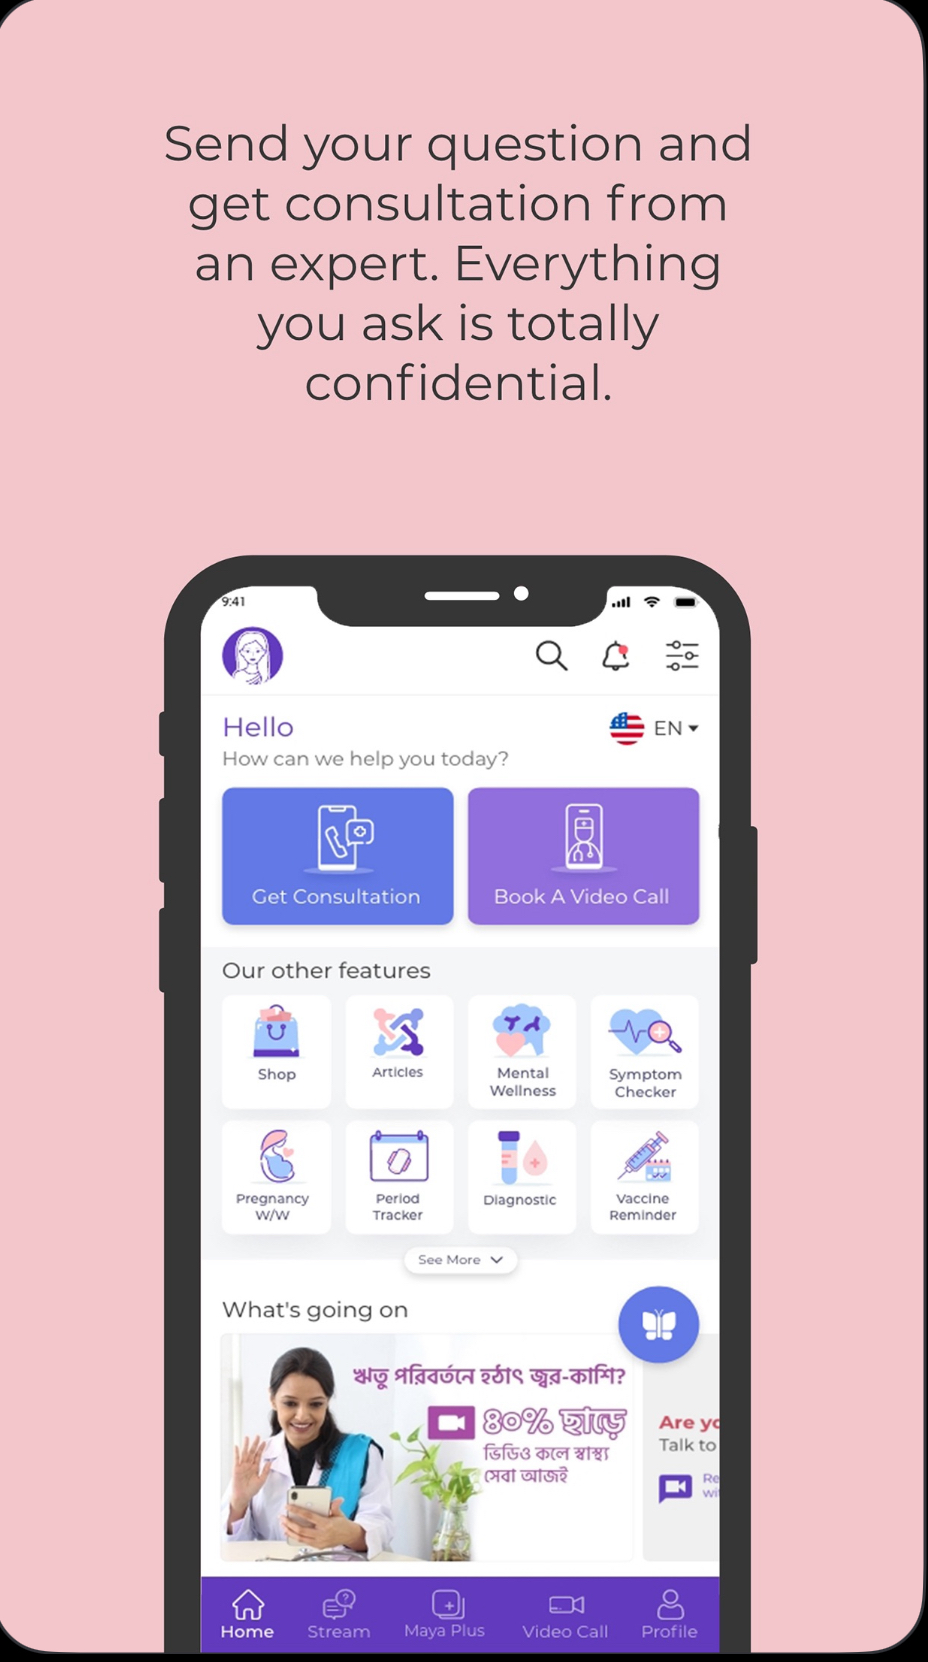 Send your question and
get consultation from
an expert. Everything
you ask is totally
confidential.
9:41
Hello
EN
How can we help you today?
Get Consultation
Book A Video Call
Our other features
Shop
Articles
Mental
Wellness
Symptom
Checker
Pregnancy
W/W
Period
Tracker
Diagnostic
Vaccine
Reminder
See More
What's going on
ঋতু পরিবর্তনে হঠাৎ জ্বর-কাশি?
৪০% ছাড়ে
ভিডিও কলে স্বাস্থ্য
সেবা আজই
Are yo
Talk to
Re
wi
Home
Stream
Maya Plus
Video Call
Profile